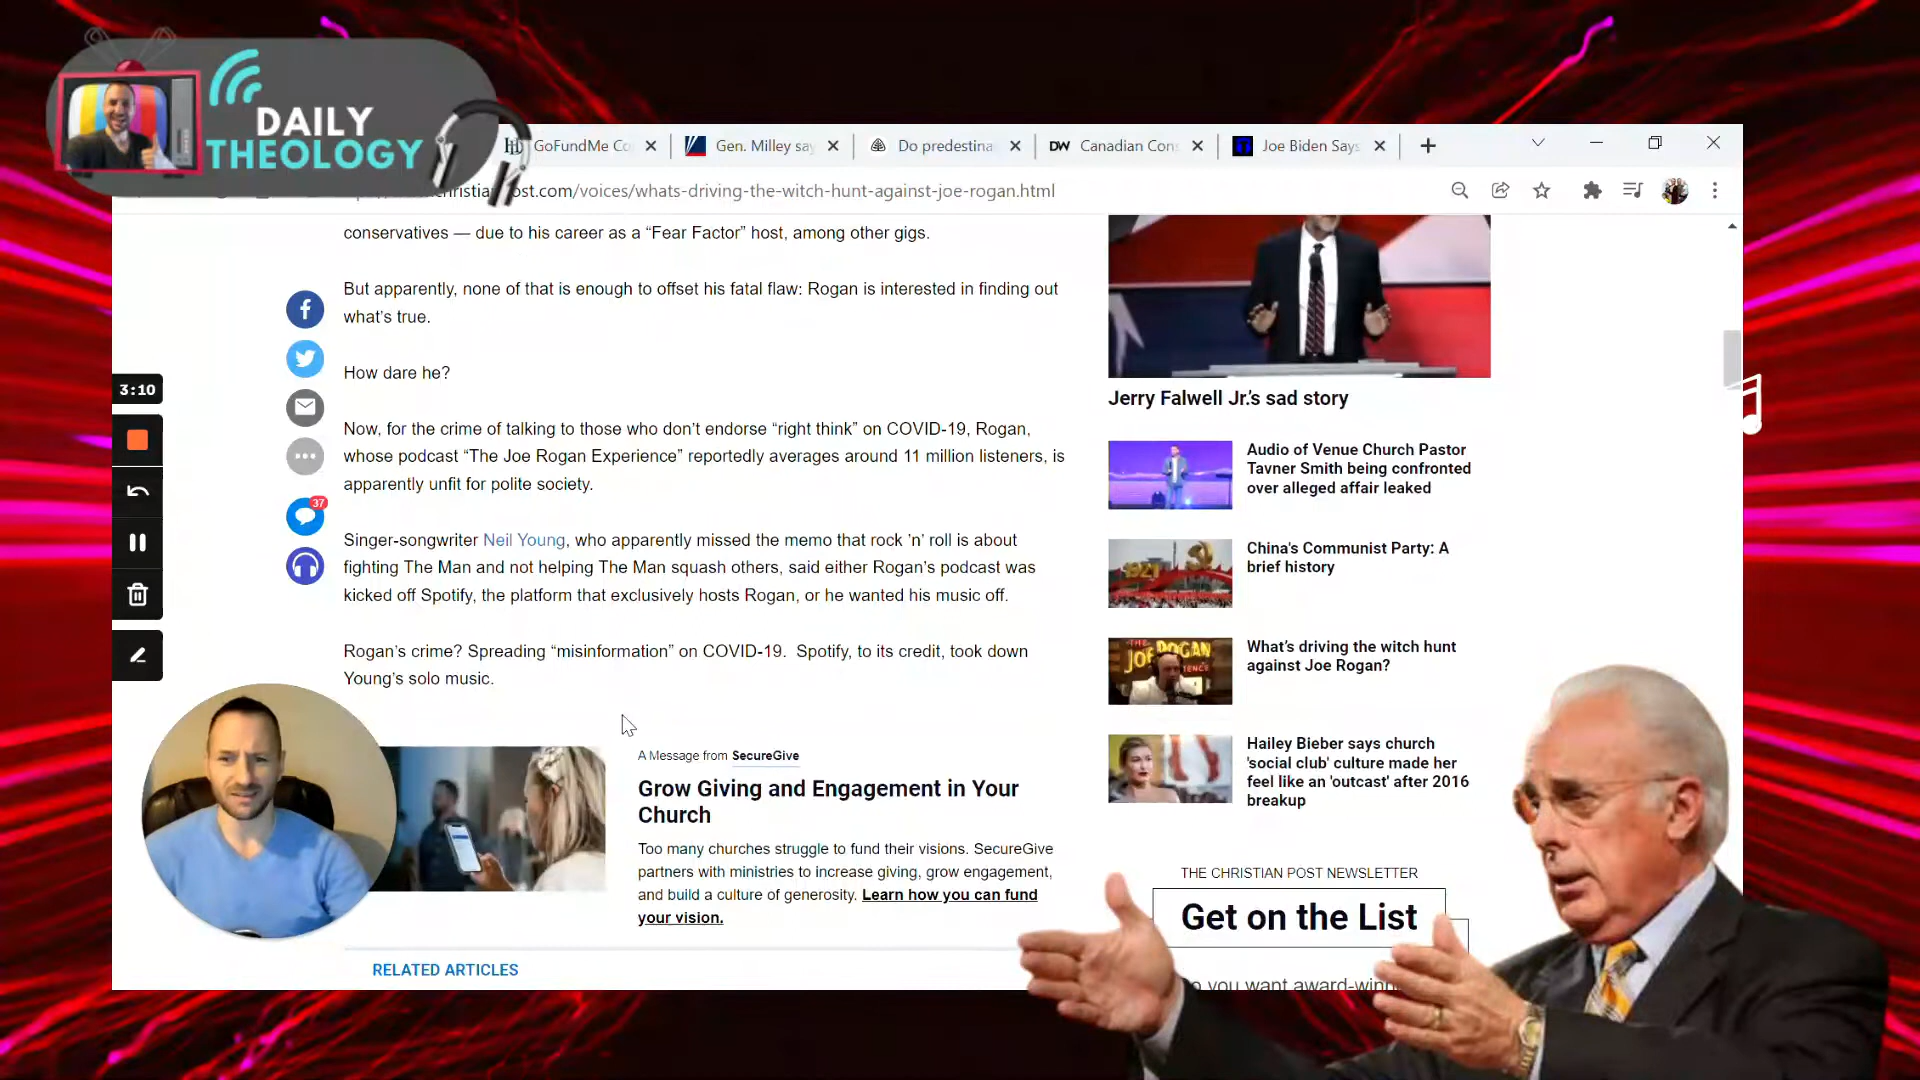 DAILY
THEOLOGY
GoFundMe Co
Gen. Milley say
Do predestina
DW Canadian Cons
Joe Biden Says
ost.com/voices/whats-driving-the-witch-hunt-against-joe-rogan.html
conservatives — due to his career as a “Fear Factor” host, among other gigs.
But apparently, none of that is enough to offset his fatal flaw: Rogan is interested in finding out
what’s true.
How dare he?
3:10
Now, for the crime of talking to those who don’t endorse “right think” on COVID-19, Rogan,
whose podcast “The Joe Rogan Experience” reportedly averages around 11 million listeners, is
apparently unfit for polite society.
37
Singer-songwriter Neil Young, who apparently missed the memo that rock ’n’ roll is about
fighting The Man and not helping The Man squash others, said either Rogan’s podcast was
kicked off Spotify, the platform that exclusively hosts Rogan, or he wanted his music off.
Rogan’s crime? Spreading “misinformation” on COVID-19.  Spotify, to its credit, took down
Young’s solo music.
A Message from SecureGive
Grow Giving and Engagement in Your
Church
Too many churches struggle to fund their visions. SecureGive
partners with ministries to increase giving, grow engagement,
and build a culture of generosity. Learn how you can fund
your vision.
RELATED ARTICLES
Jerry Falwell Jr.’s sad story
Audio of Venue Church Pastor
Tavner Smith being confronted
over alleged affair leaked
1921
China's Communist Party: A
brief history
THE
JOE ROGAN
What’s driving the witch hunt
against Joe Rogan?
Hailey Bieber says church
'social club' culture made her
feel like an 'outcast' after 2016
breakup
THE CHRISTIAN POST NEWSLETTER
Get on the List
you want award-winn